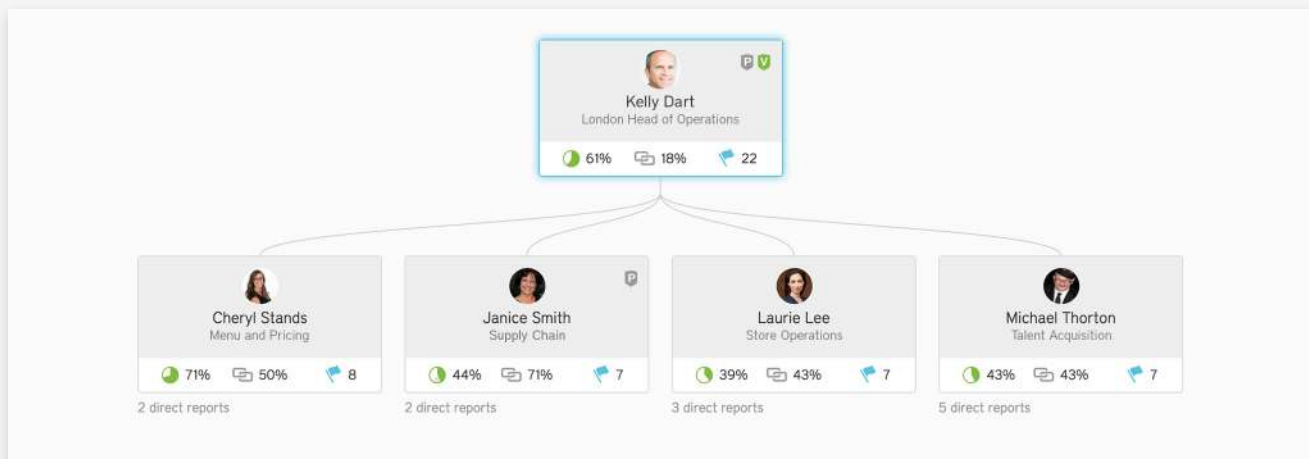 P V
Kelly Dart
London Head of Operations
61% 18% 22
Cheryl Stands
Menu and Pricing
71% 50% 8
2 direct reports
P
Janice Smith
Supply Chain
44% 71% 7
2 direct reports
Laurie Lee
Store Operations
39% 43% 7
3 direct reports
Michael Thorton
Talent Acquisition
43% 43% 7
5 direct reports